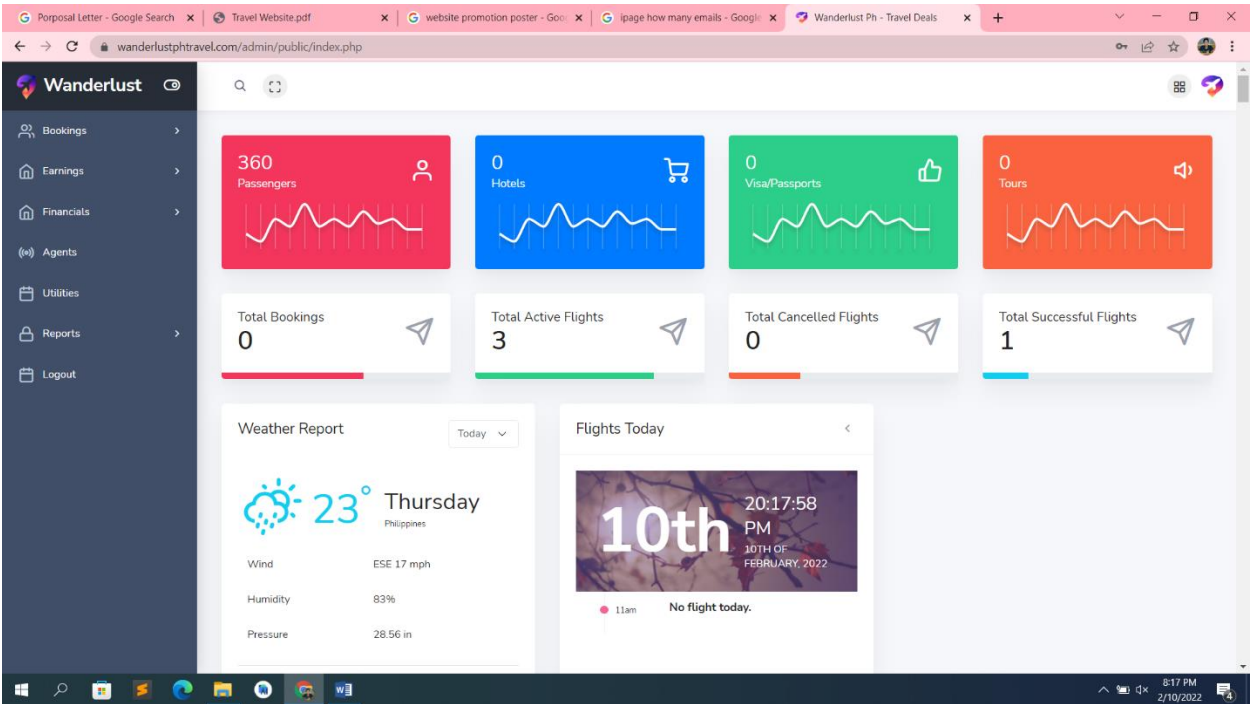 Porposal Letter - Google Search
Travel Website.pdf
website promotion poster - Goo
ipage how many emails - Google
Wanderlust Ph - Travel Deals
wanderlustphtravel.com/admin/public/index.php
Wanderlust
Bookings
Earnings
Financials
Agents
Utilities
Reports
Logout
360
Passengers
0
Hotels
0
Visa/Passports
0
Tours
Total Bookings
0
Total Active Flights
3
Total Cancelled Flights
0
Total Successful Flights
1
Weather Report
Today
23°
Thursday
Philippines
Wind ESE 17 mph
Humidity 83%
Pressure 28.56 in
Flights Today
10th
20:17:58
PM
10TH OF
FEBRUARY, 2022
11am No flight today.
8:17 PM
2/10/2022
4